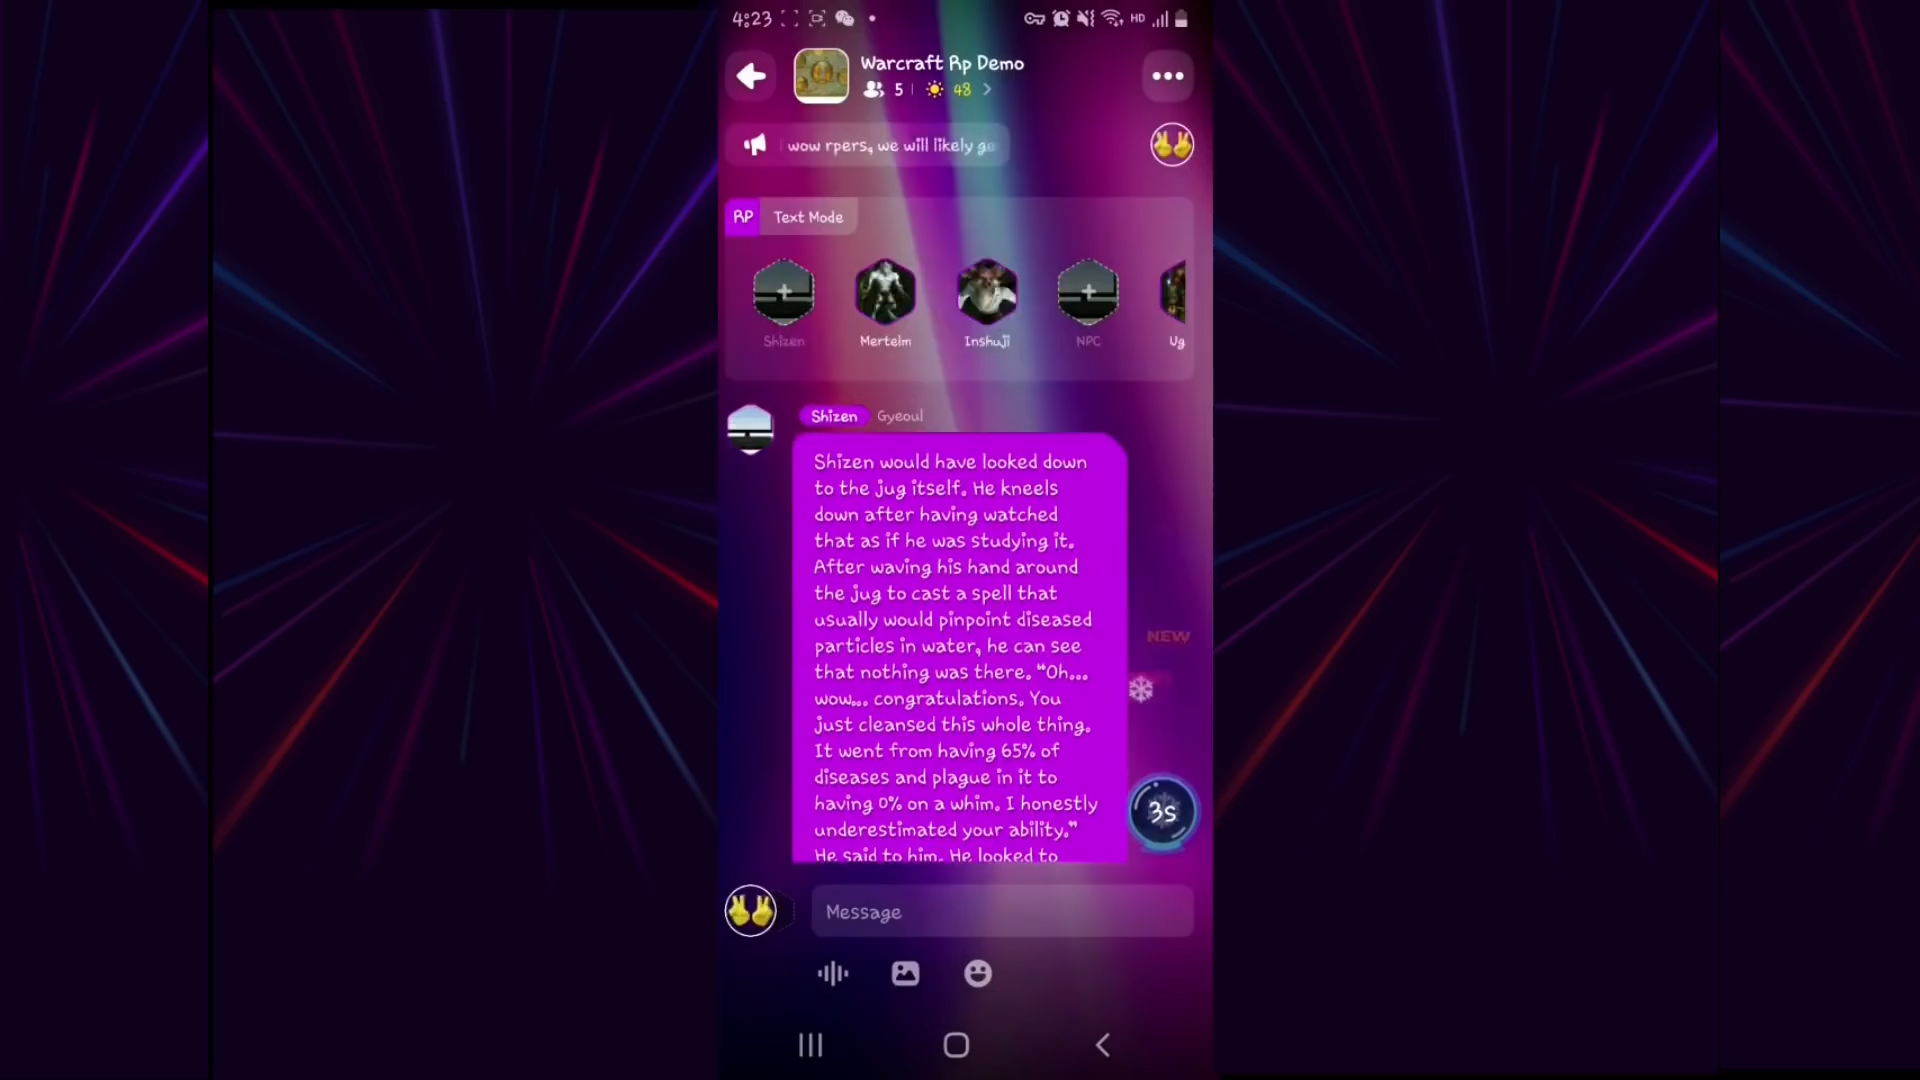 4:23
HD
Warcraft Rp Demo
5
48
wow rpers, we will likely
RP
Text Mode
Shizen
Mertelm
Inshuji
NPC
Ug
Shizen
Gyeoul
Shizen would have looked down
to the jug itself. He kneels
down after having watched
that as if he was studying it.
After waving his hand around
the jug to cast a spell that
usually would pinpoint diseased
particles in water, he can see
that nothing was there. "Oh...
wow... congratulations. You
just cleansed this whole thing.
It went from having 65% of
diseases and plague in it to
having 0% on a whim. I honestly
underestimated your ability."
He said to him. He looked to
NEW
3s
Message